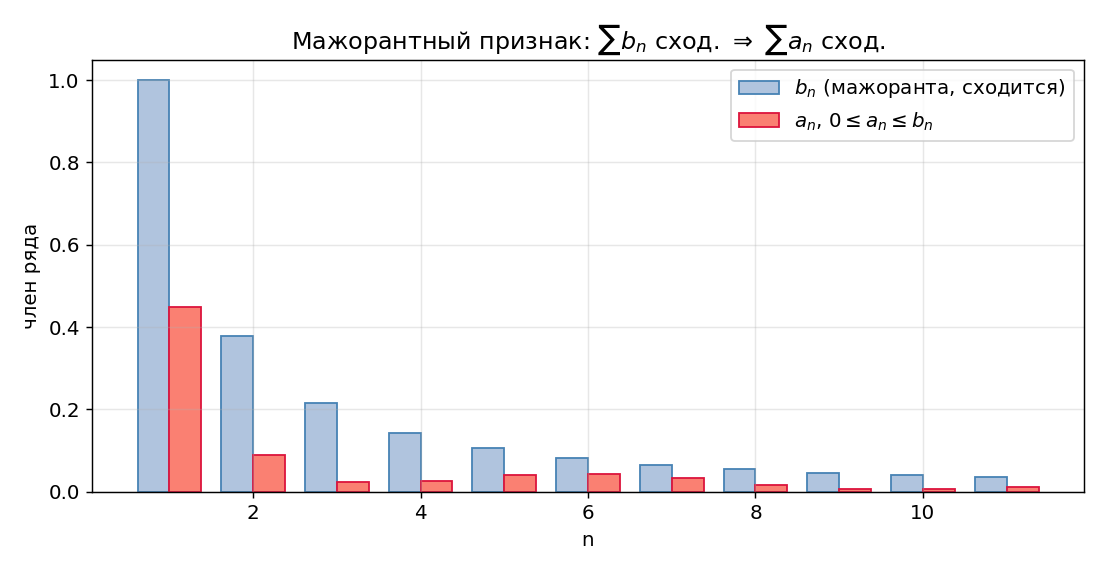 Мажорантный признак: ∑bₙ сход. ⇒ ∑aₙ сход.
bₙ (мажоранта, сходится)
aₙ, 0 ≤ aₙ ≤ bₙ
член ряда
1.0
0.8
0.6
0.4
0.2
0.0
2 4 6 8 10
n